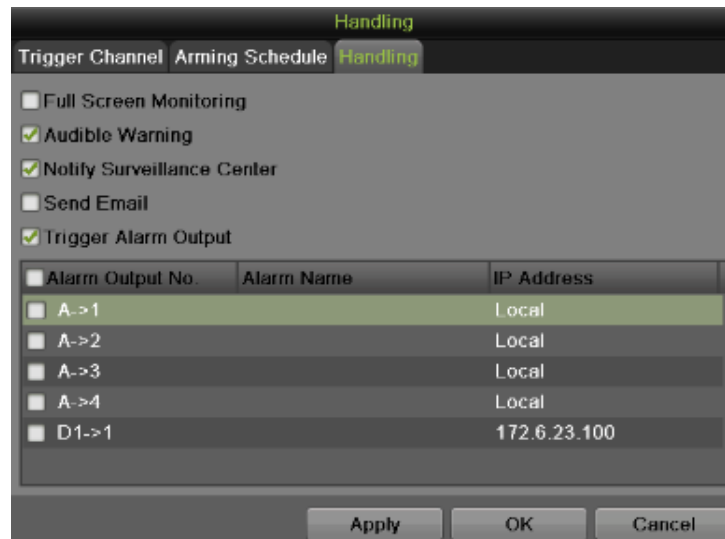 Handling
Trigger Channel Arming Schedule Handling
Full Screen Monitoring
Audible Warning
Notify Surveillance Center
Send Email
Trigger Alarm Output
Alarm Output No. Alarm Name IP Address
A->1 Local
A->2 Local
A->3 Local
A->4 Local
D1->1 172.6.23.100
Apply OK Cancel